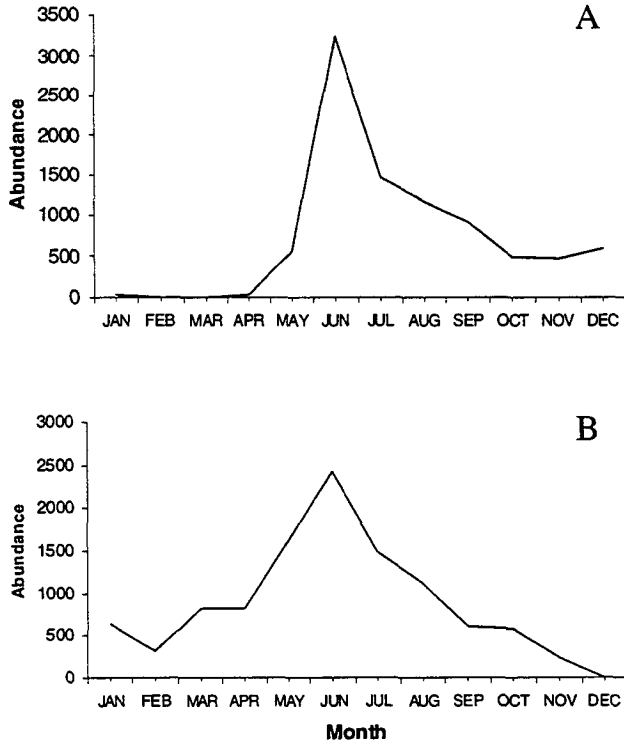 A
3500
3000
2500
2000
1500
1000
500
0
Abundance
JAN FEB MAR APR MAY JUN JUL AUG SEP OCT NOV DEC
B
3000
2500
2000
1500
1000
500
0
Abundance
JAN FEB MAR APR MAY JUN JUL AUG SEP OCT NOV DEC
Month